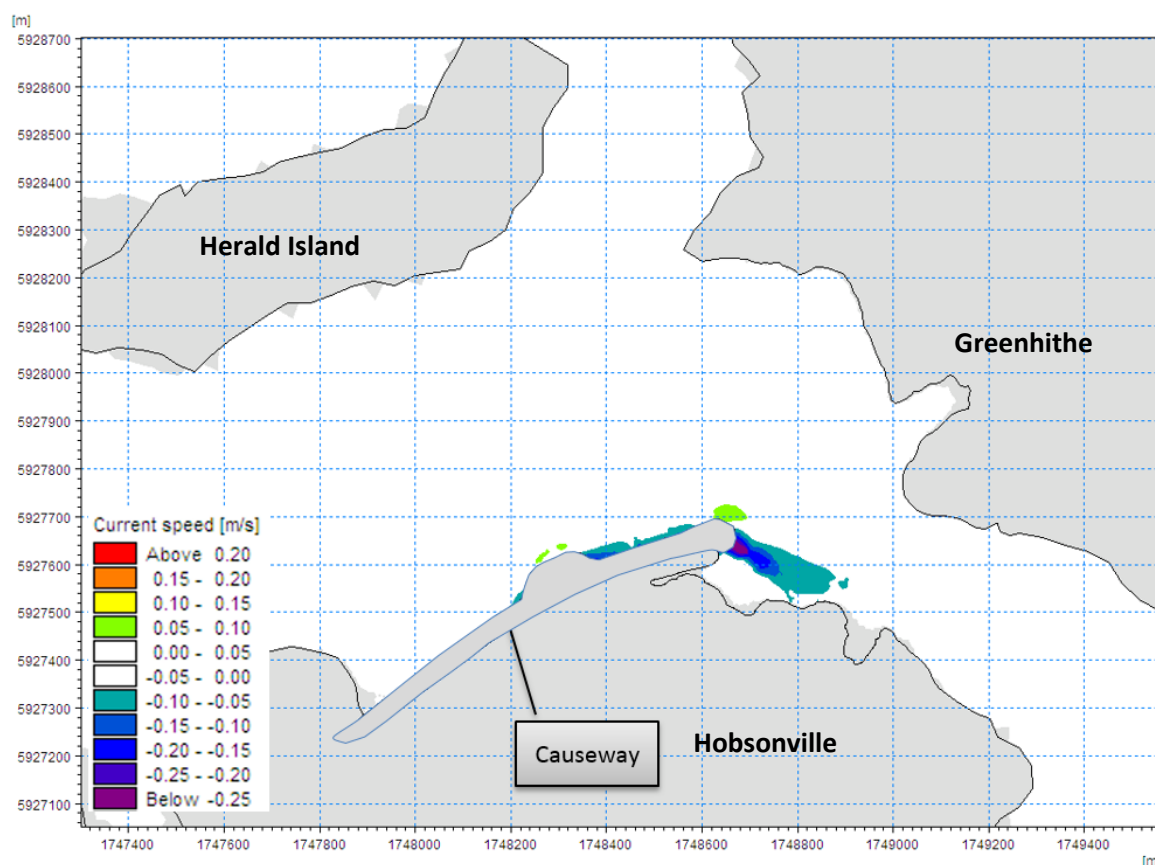 [m]
5928700
5928600
5928500
5928400
5928300
5928200
5928100
5928000
5927900
5927800
5927700
5927600
5927500
5927400
5927300
5927200
5927100
Herald Island
Greenhithe
Current speed [m/s]
Above 0.20
0.15 - 0.20
0.10 - 0.15
0.05 - 0.10
0.00 - 0.05
-0.05 - 0.00
-0.10 - -0.05
-0.15 - -0.10
-0.20 - -0.15
-0.25 - -0.20
Below -0.25
Causeway
Hobsonville
1747400 1747600 1747800 1748000 1748200 1748400 1748600 1748800 1749000 1749200 1749400
[m